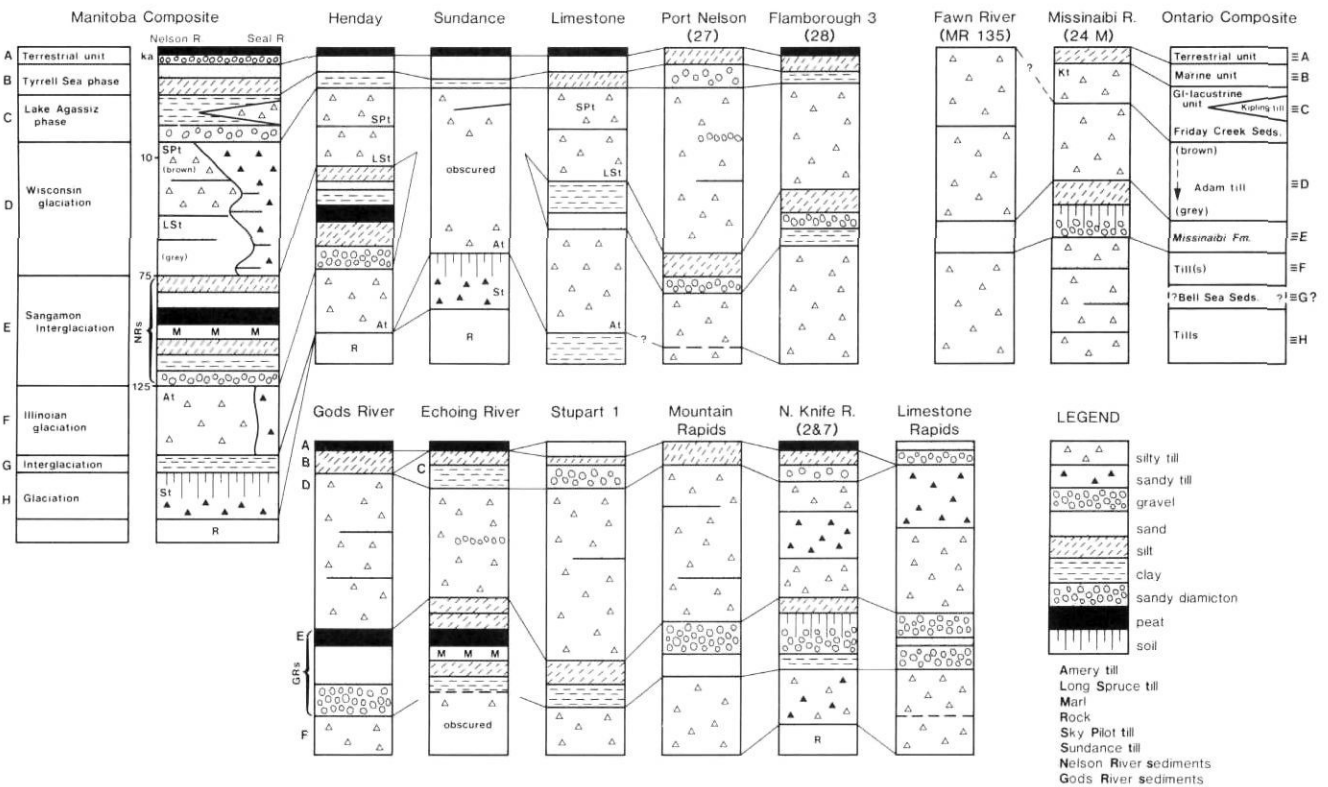 Manitoba Composite
Nelson R Seal R
Henday
Sundance
Limestone
Port Nelson
(27)
Flamborough 3
(28)
Fawn River
(MR 135)
Missinaibi R.
(24 M)
Ontario Composite
A Terrestrial unit
B Tyrrell Sea phase
C Lake Agassiz
phase
D Wisconsin
glaciation
E Sangamon
Interglaciation
F Illinoian
glaciation
G Interglaciation
H Glaciation
ka
10
75
125
NRs
SPt
(brown)
LSt
(grey)
M M M
At
St
R
SPt
LSt
At
R
obscured
At
St
R
SPt
LSt
At
?
?
Kt
Terrestrial unit ≡A
Marine unit ≡B
Gl-lacustrine
unit ≡C
Kipling till
Friday Creek Seds.
(brown)
Adam till ≡D
(grey)
Missinaibi Fm. ≡E
Till(s) ≡F
?Bell Sea Seds. ? ≡G?
Tills ≡H
Gods River
Echoing River
Stupart 1
Mountain
Rapids
N. Knife R.
(2&7)
Limestone
Rapids
A
B
C
D
E
GRs
F
M M M
obscured
R
LEGEND
silty till
sandy till
gravel
sand
silt
clay
sandy diamicton
peat
soil
Amery till
Long Spruce till
Marl
Rock
Sky Pilot till
Sundance till
Nelson River sediments
Gods River sediments